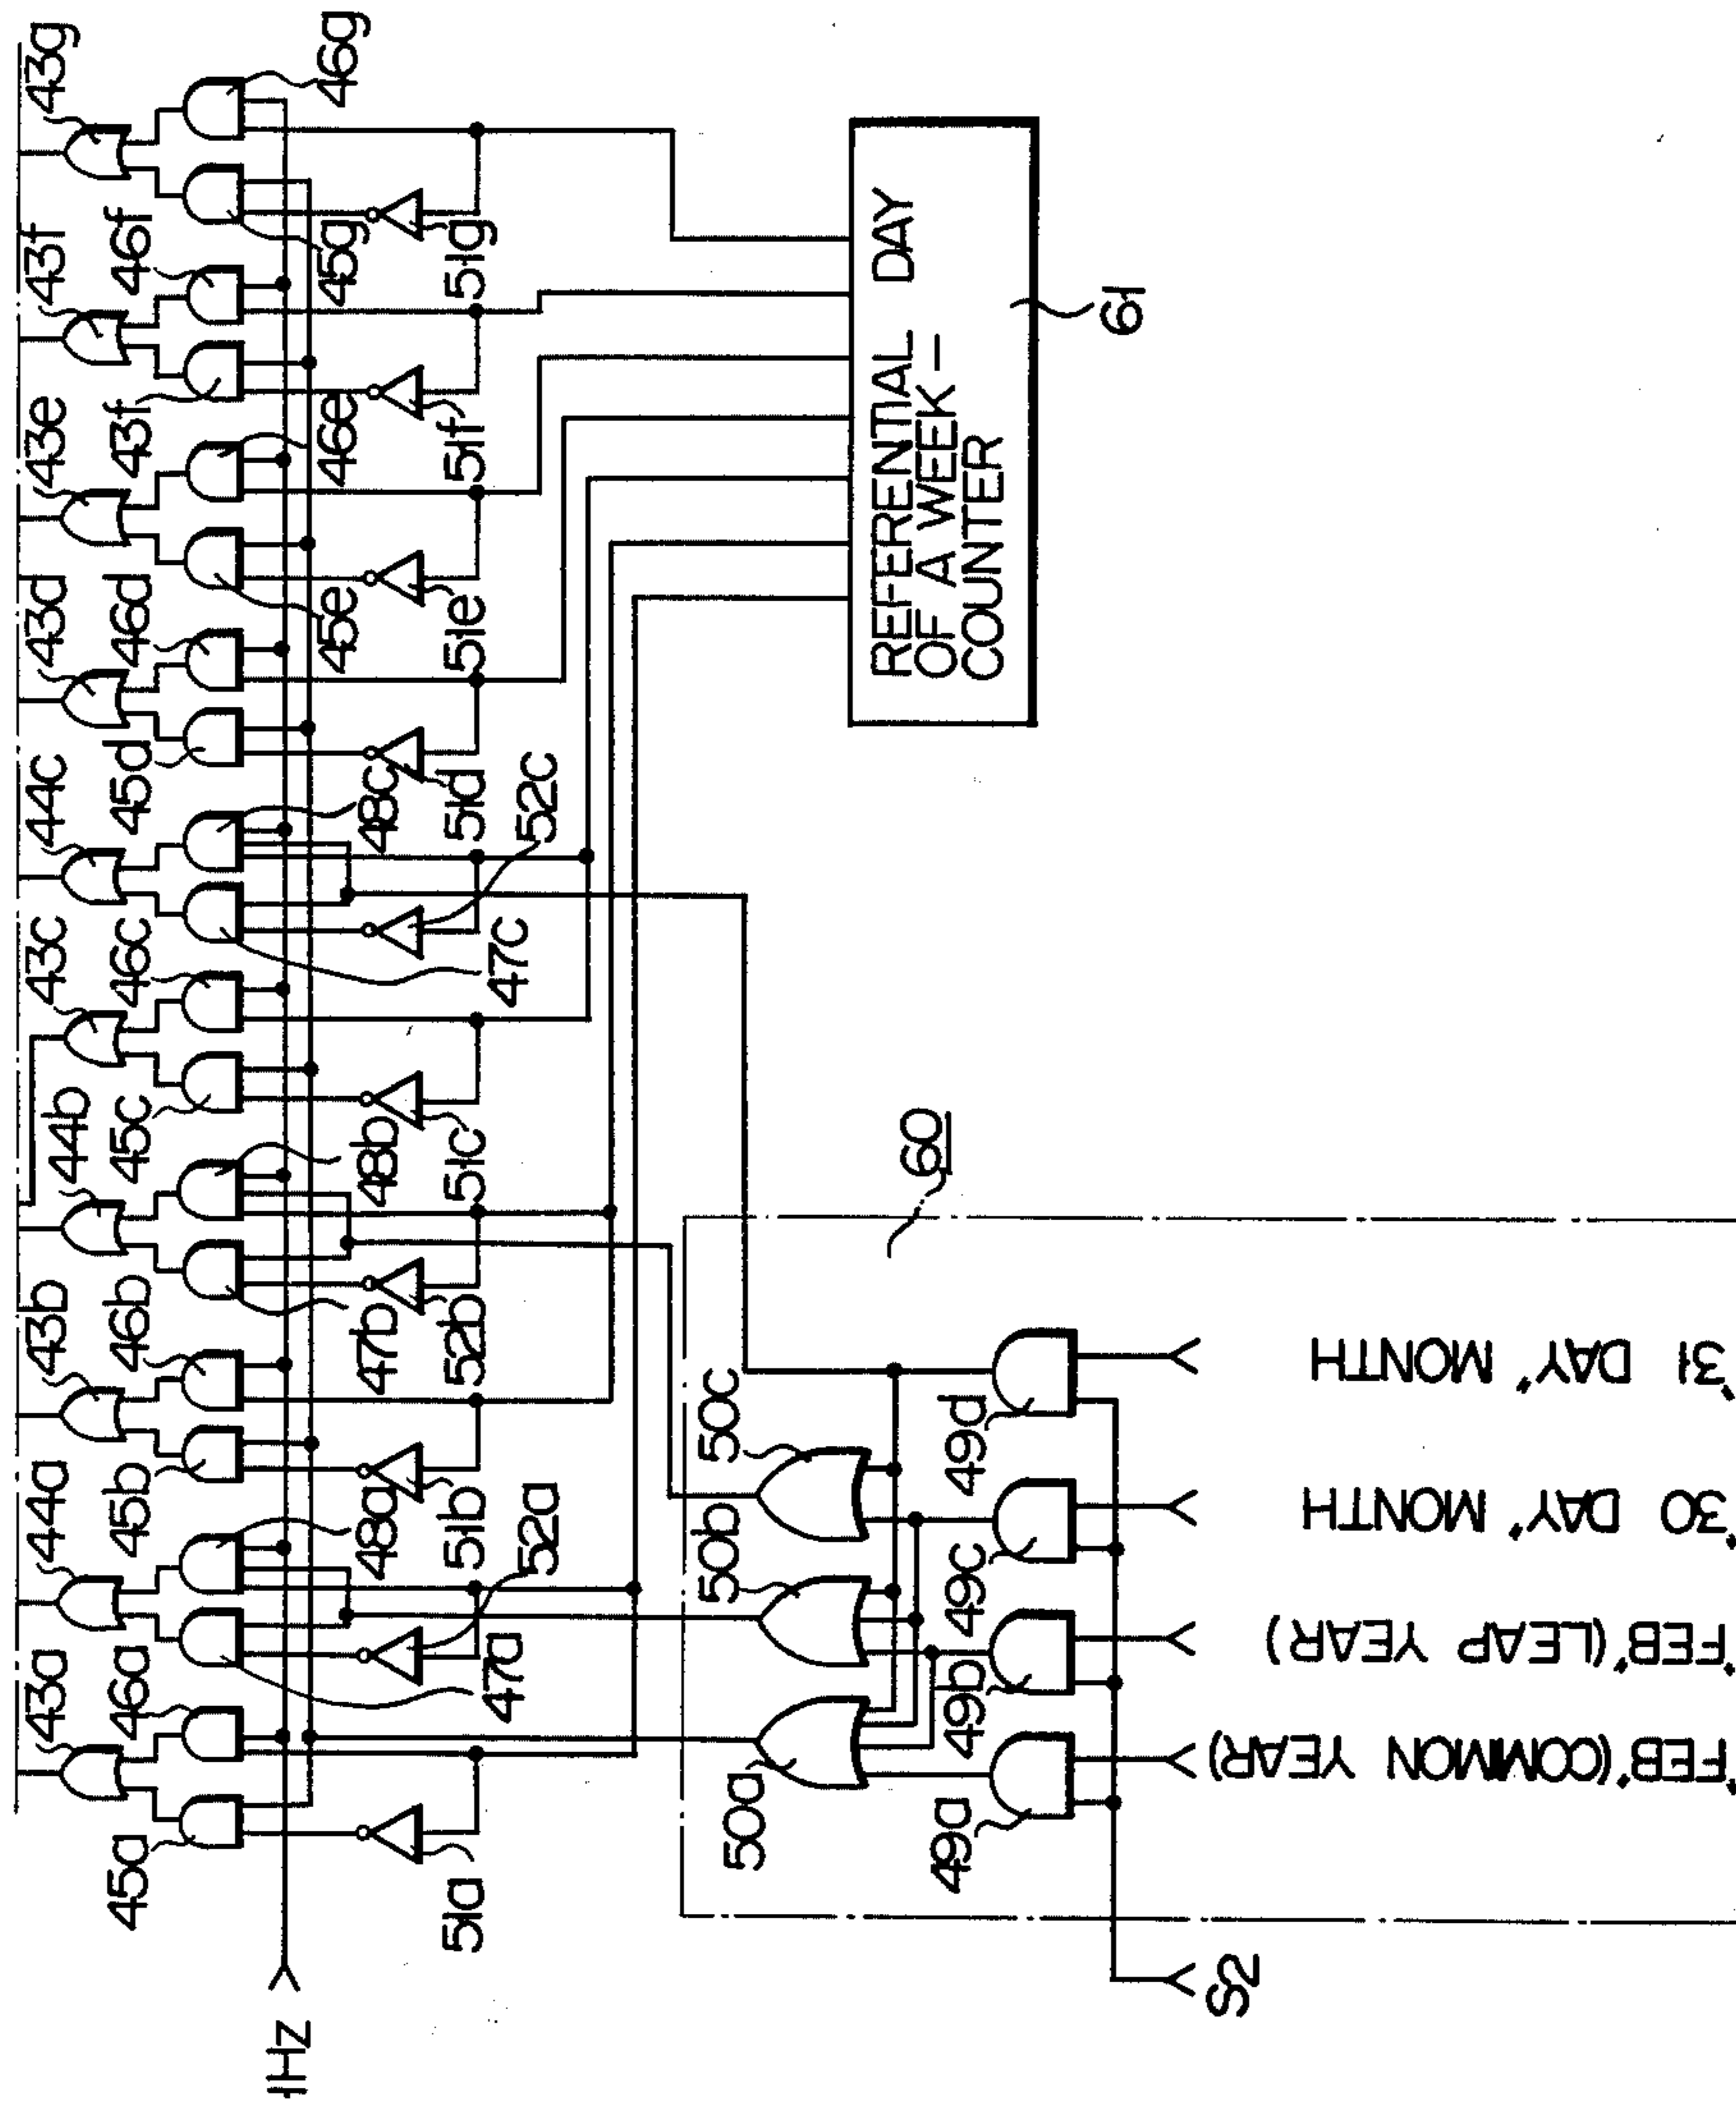 43a 44a 43b 44b 43c 44c 43d 43e 43f 43g
45a 46a 45b 46b 45c 46c 45d 46d 43f 46f
47a 48a 47b 48b 47c 48c 45e 46e 45g 46g
1HZ
51a 52a 51b 52b 51c 52c 51d 51e 51f 51g
REFERENTIAL DAY
OF A WEEK-
COUNTER
61
60
50a 50b 50c
49a 49b 49c 49d
S2
"FEB"(COMMON YEAR)
"FEB"(LEAP YEAR)
"30 DAY" MONTH
"31 DAY" MONTH